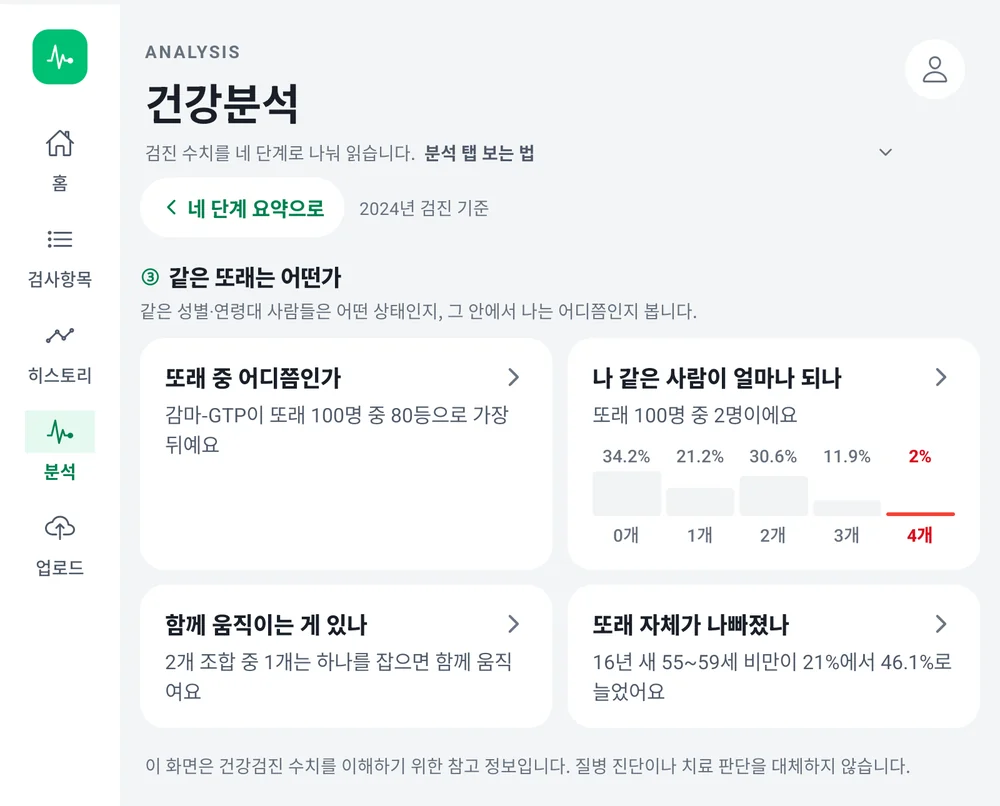 ANALYSIS
건강분석
검진 수치를 네 단계로 나눠 읽습니다. 분석 탭 보는 법
네 단계 요약으로
2024년 검진 기준
홈
검사항목
히스토리
분석
업로드
③ 같은 또래는 어떤가
같은 성별·연령대 사람들은 어떤 상태인지, 그 안에서 나는 어디쯤인지 봅니다.
또래 중 어디쯤인가
감마-GTP이 또래 100명 중 80등으로 가장
뒤예요
나 같은 사람이 얼마나 되나
또래 100명 중 2명이에요
34.2% 21.2% 30.6% 11.9% 2%
0개 1개 2개 3개 4개
함께 움직이는 게 있나
2개 조합 중 1개는 하나를 잡으면 함께 움직
여요
또래 자체가 나빠졌나
16년 새 55~59세 비만이 21%에서 46.1%로
늘었어요
이 화면은 건강검진 수치를 이해하기 위한 참고 정보입니다. 질병 진단이나 치료 판단을 대체하지 않습니다.